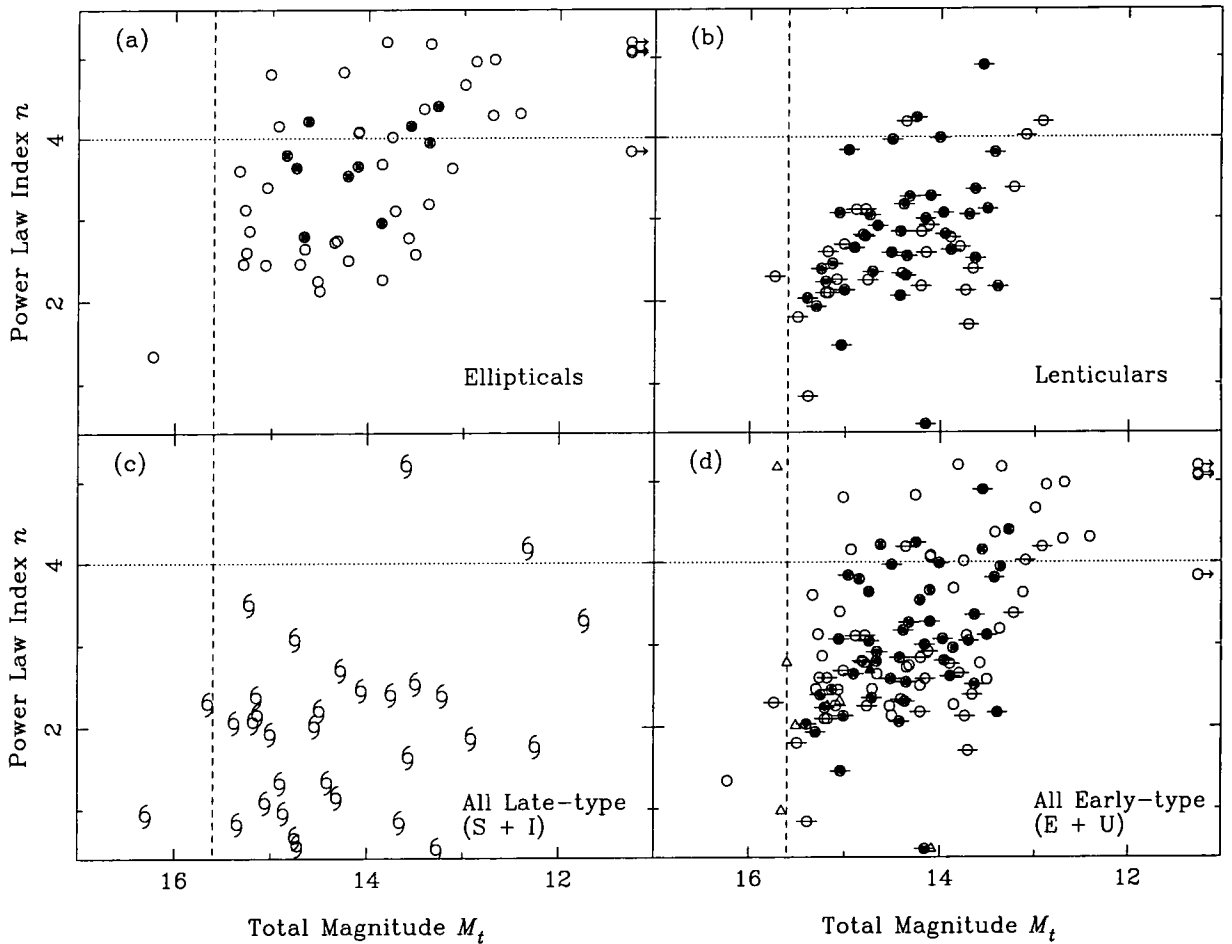 (a)
(b)
Power Law Index n
4
2
Ellipticals
Lenticulars
(c)
(d)
Power Law Index n
4
2
All Late-type
(S + I)
All Early-type
(E + U)
16
14
12
16
14
12
Total Magnitude M_t
Total Magnitude M_t